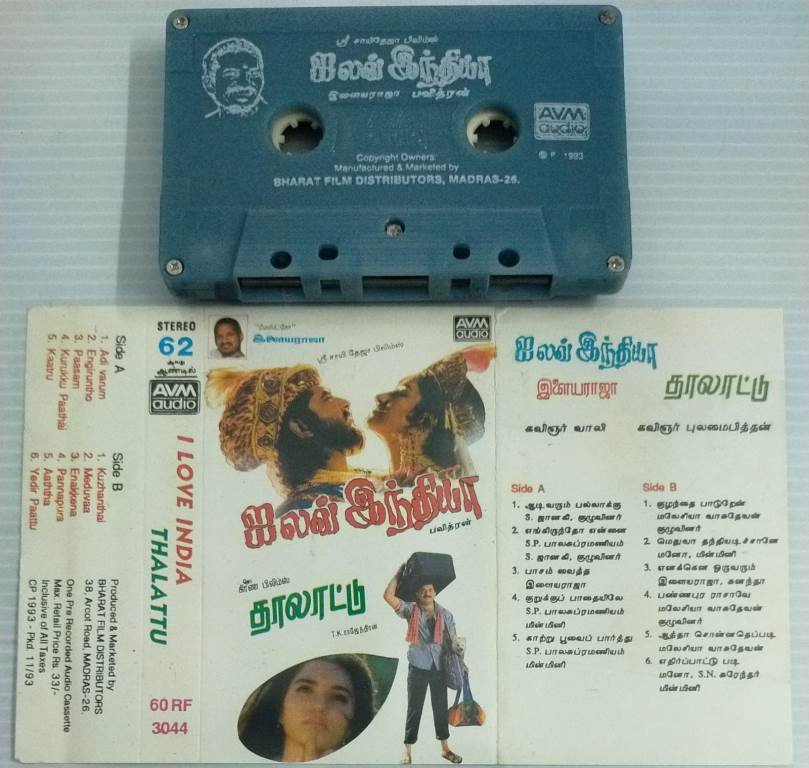 ஸ்ரீ சாயிதேஜா பிலிம்ஸ்
ஐ லவ் இந்தியா
இளையராஜா பவித்ரன்
AVM
audio
Copyright Owners:
Manufactured & Marketed by
BHARAT FILM DISTRIBUTORS, MADRAS-26.
℗ P 1993
Side A
1. Adi varum
2. Engiruntho
3. Paasam
4. Kurukku Paathai
5. Kaatru
Side B
1. Kuzhanthai
2. Meduvaa
3. Enakkena
4. Pannapura
5. Aaththa
6. Yedir Paattu
Produced & Marketed by
BHARAT FILM DISTRIBUTORS
38, Arcot Road, MADRAS-26.
One Pre Recorded Audio Cassette
Max. Retail Price Rs. 33/-
Inclusive of All Taxes
CP 1993 - Pkd. 11/93
STEREO
62
ஆவது
ஆண்டில்
AVM
audio
I LOVE INDIA
THALATTU
60 RF
3044
இளையராஜா
AVM
audio
ஸ்ரீ சாயி தேஜா பிலிம்ஸ்
ஐ லவ் இந்தியா
பவித்ரன்
பிலிம்ஸ்
தாலாட்டு
T.K.ராஜேந்திரன்
ஐ லவ் இந்தியா
இளையராஜா
தாலாட்டு
கவிஞர் வாலி
கவிஞர் புலமைபித்தன்
Side A
1. ஆடிவரும் பல்லாக்கு
S. ஜானகி, குழுவினர்
2. எங்கிருந்தோ என்னை
S.P. பாலசுப்ரமணியம்
S. ஜானகி, குழுவினர்
3. பாசம் வைத்த
இளையராஜா
4. குறுக்குப் பாதையிலே
S.P. பாலசுப்ரமணியம்
மின்மினி
5. காற்று பூவைப் பார்த்து
S.P. பாலசுப்ரமணியம்
மின்மினி
Side B
1. குழந்தை பாடுறேன்
மலேசியா வாசுதேவன்
குழுவினர்
2. மெதுவா தந்தியடிச்சானே
மனோ, மின்மினி
3. எனக்கென ஒருவரும்
இளையராஜா, சுனந்தா
4. பண்ணபுர ராசாவே
மலேசியா வாசுதேவன்
குழுவினர்
5. ஆத்தா சொன்னதெப்படி
மலேசியா வாசுதேவன்
6. எதிர்ப்பாட்டு படி
மனோ, S.N. சுரேந்தர்
மின்மினி